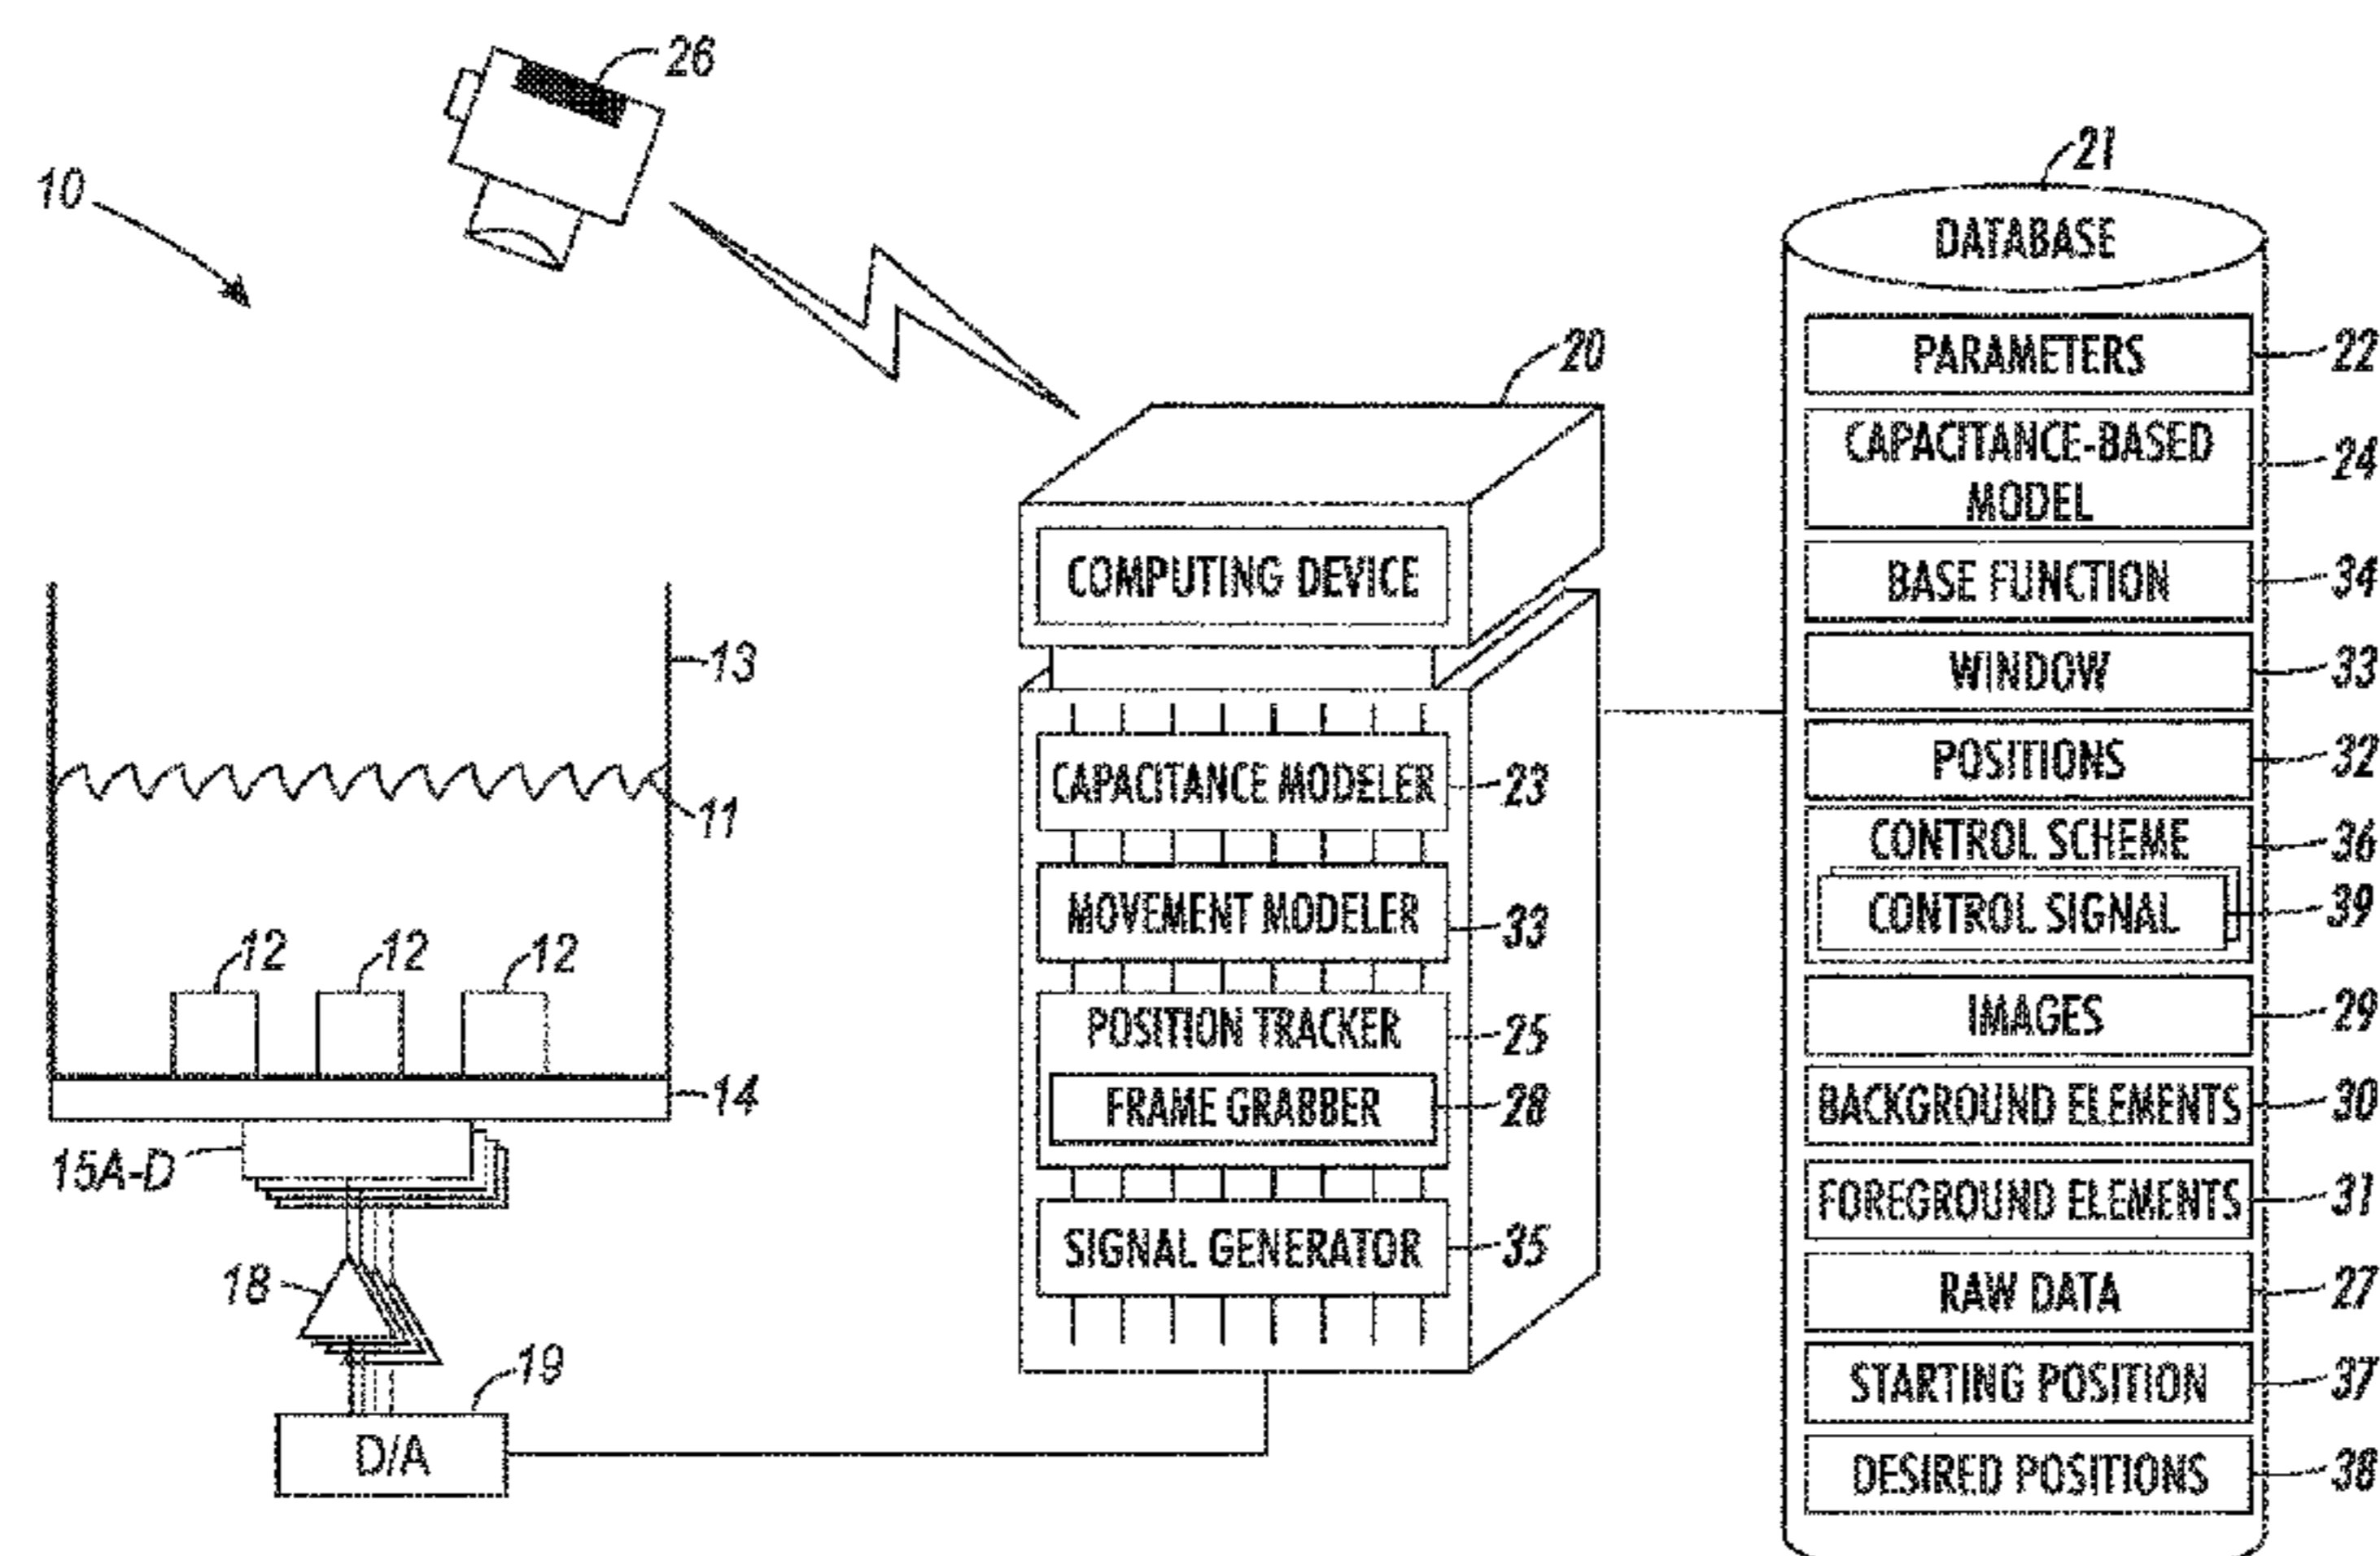 26
10
21
DATABASE
PARAMETERS 22
CAPACITANCE-BASED 24
MODEL
BASE FUNCTION 34
WINDOW 33
POSITIONS 32
CONTROL SCHEME 36
CONTROL SIGNAL 39
IMAGES 29
BACKGROUND ELEMENTS 30
FOREGROUND ELEMENTS 31
RAW DATA 27
STARTING POSITION 37
DESIRED POSITIONS 38
20
COMPUTING DEVICE
CAPACITANCE MODELER 23
MOVEMENT MODELER 33
POSITION TRACKER 25
FRAME GRABBER 28
SIGNAL GENERATOR 35
13
11
12 12 12
14
15A-D
18
19
D/A